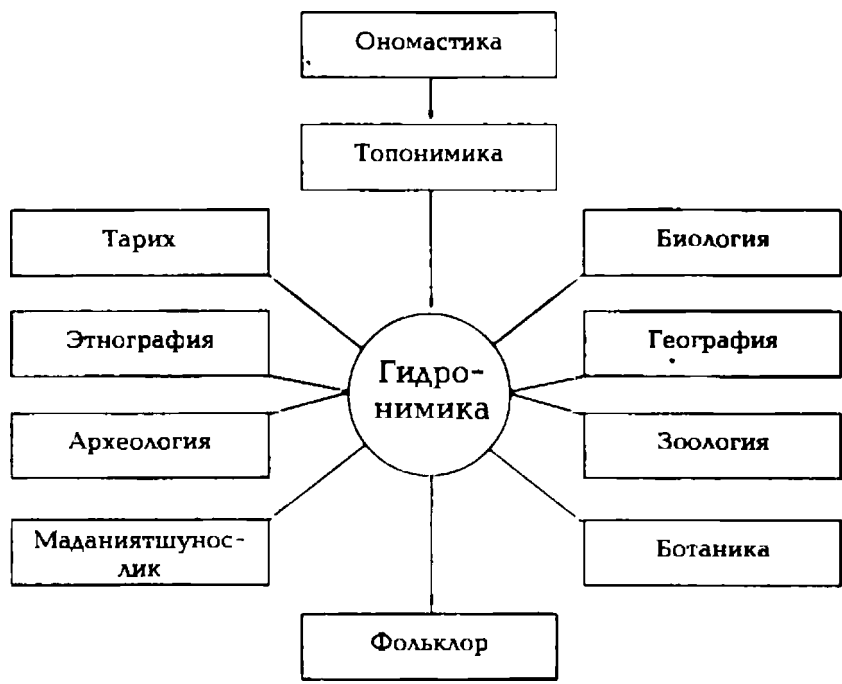 Ономастика
Топонимика
Тарих
Биология
Этнография
География
Гидро-
нимика
Археология
Зоология
Маданиятшунос-
лик
Ботаника
Фольклор